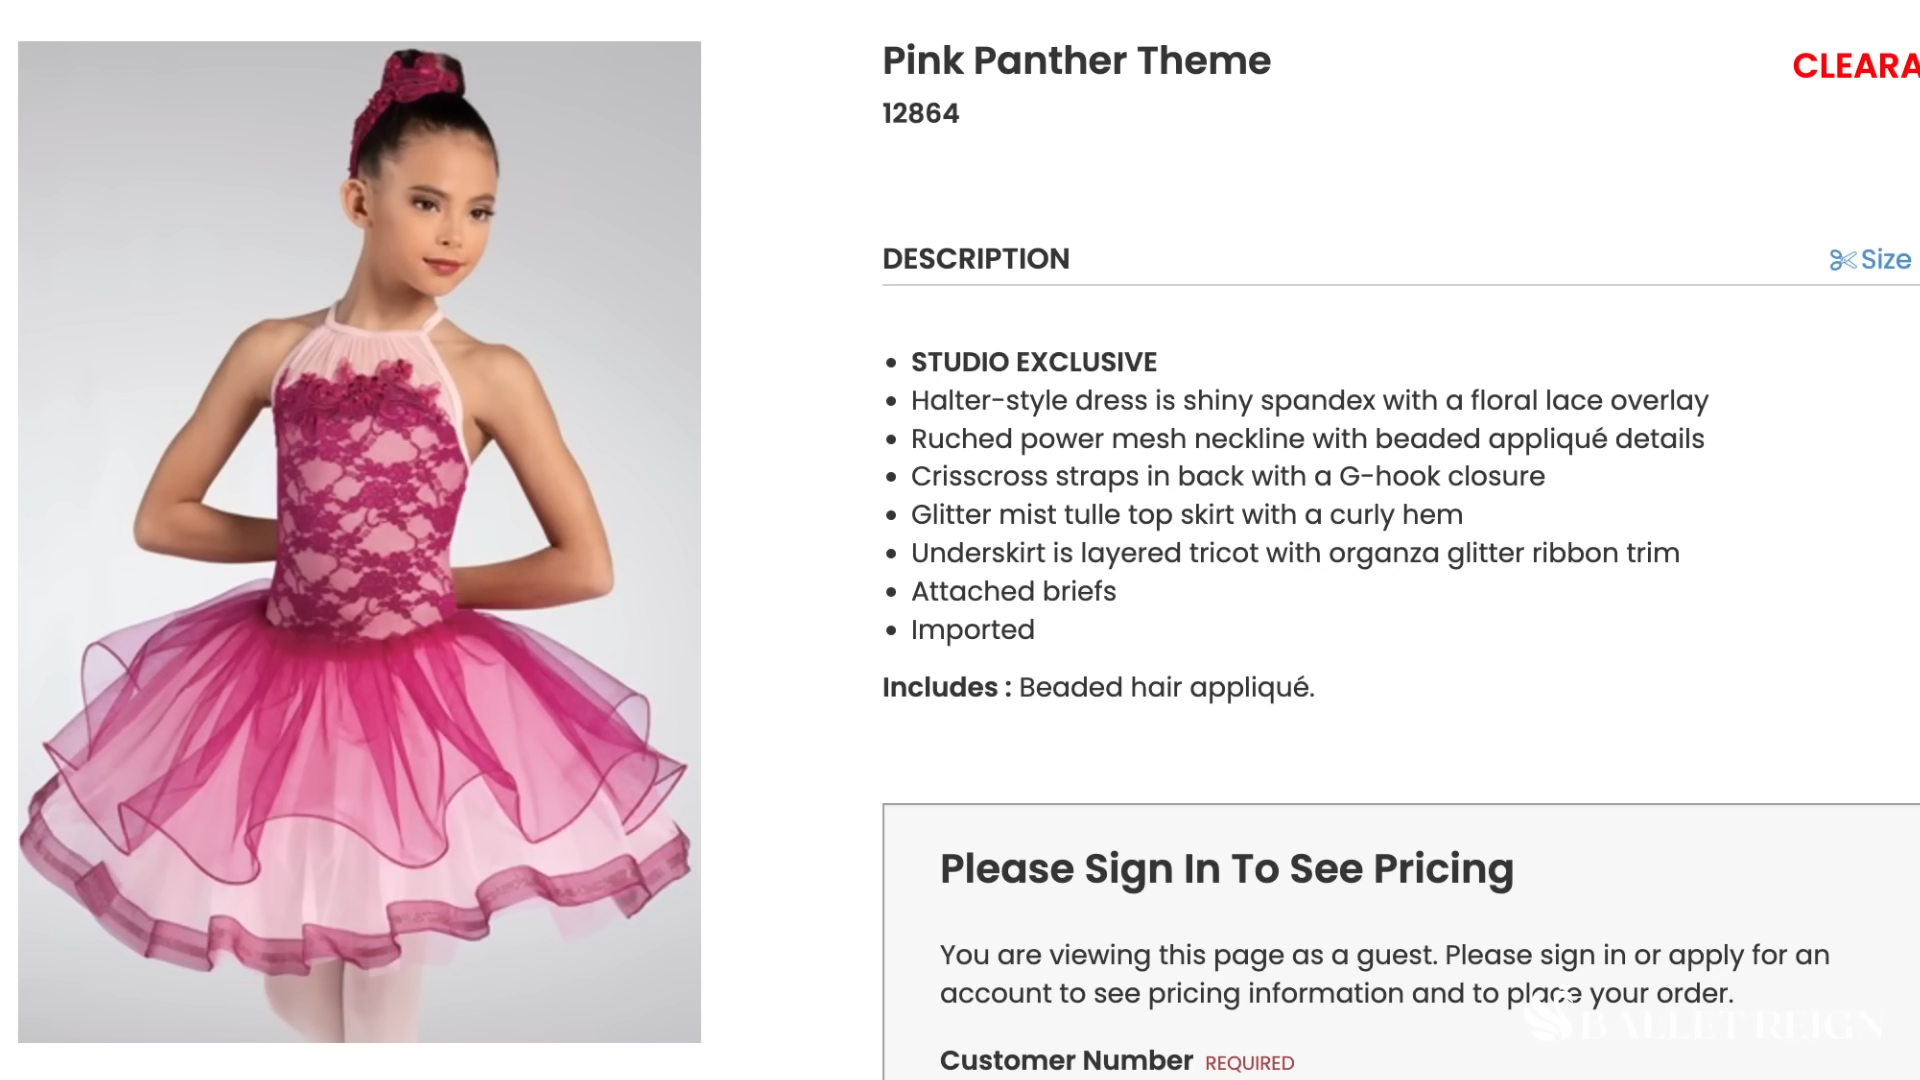 Pink Panther Theme
CLEARA
12864
DESCRIPTION
Size
STUDIO EXCLUSIVE
Halter-style dress is shiny spandex with a floral lace overlay
Ruched power mesh neckline with beaded appliqué details
Crisscross straps in back with a G-hook closure
Glitter mist tulle top skirt with a curly hem
Underskirt is layered tricot with organza glitter ribbon trim
Attached briefs
Imported
Includes : Beaded hair appliqué.
Please Sign In To See Pricing
You are viewing this page as a guest. Please sign in or apply for an
account to see pricing information and to place your order.
BALLET REIGN
Customer Number REQUIRED